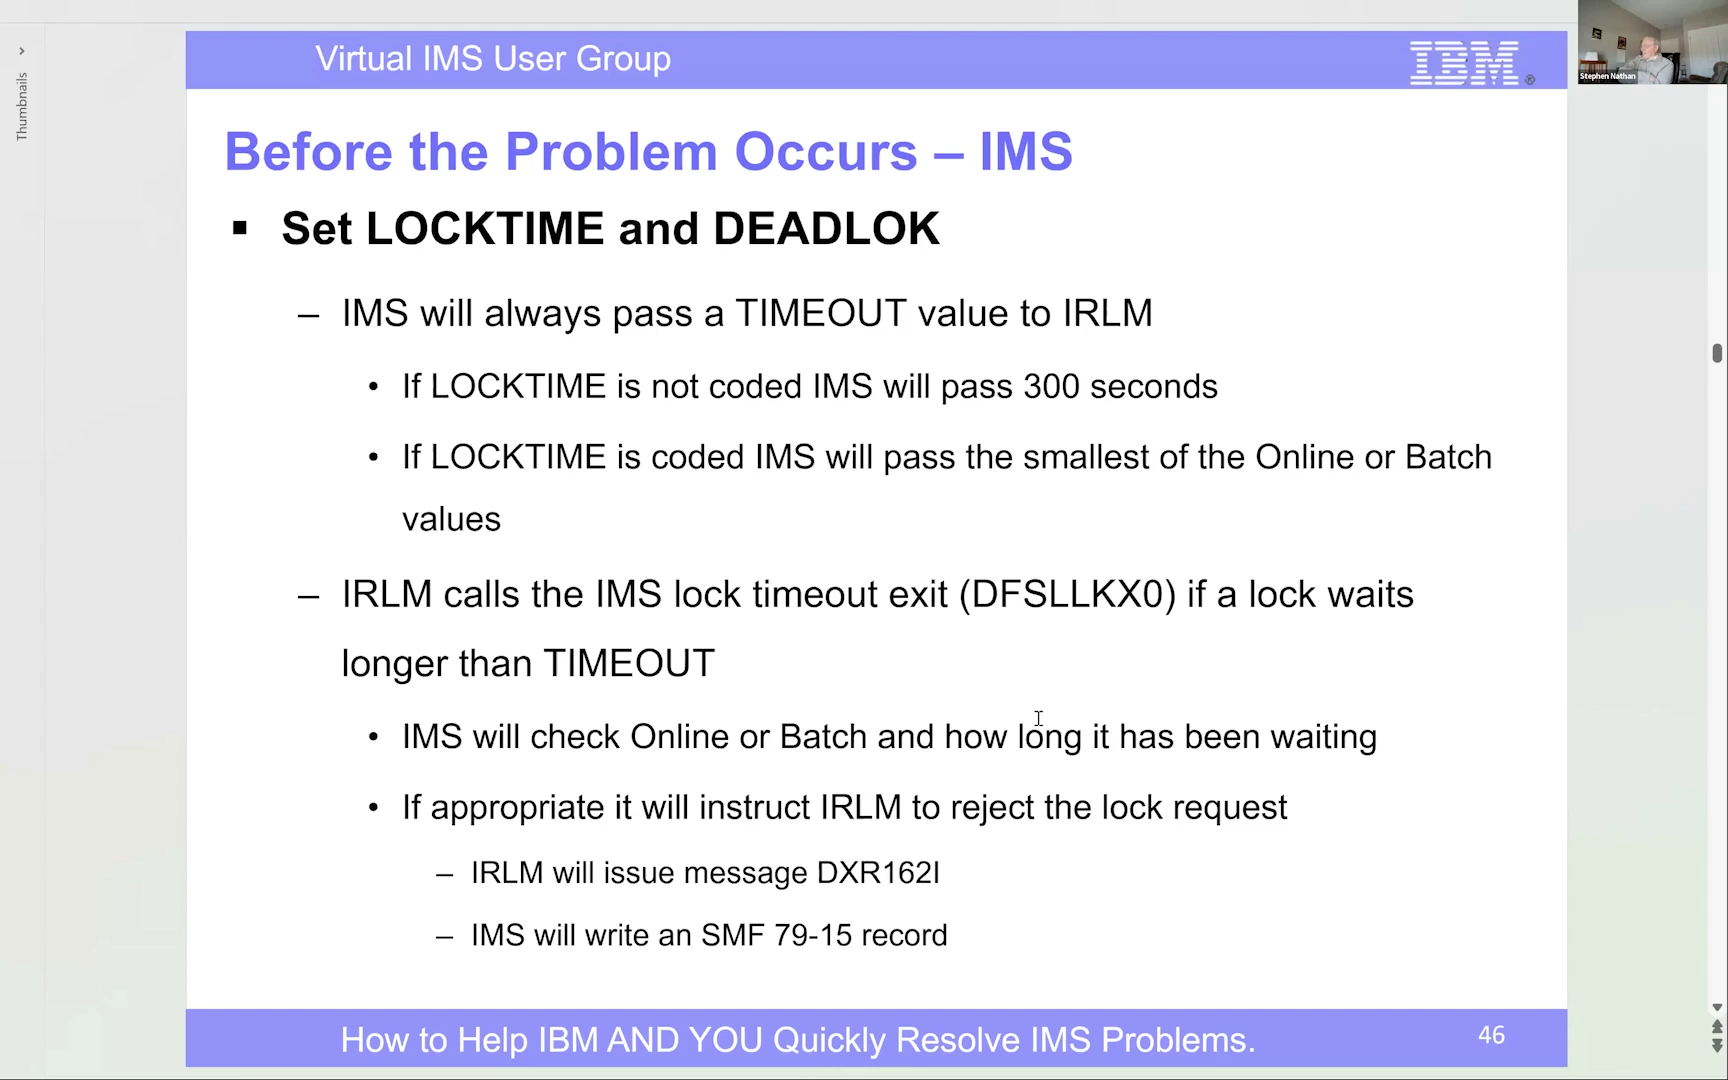 Thumbnails
Virtual IMS User Group
IBM®
Stephen Nathan
Before the Problem Occurs – IMS
▪ Set LOCKTIME and DEADLOK
– IMS will always pass a TIMEOUT value to IRLM
• If LOCKTIME is not coded IMS will pass 300 seconds
• If LOCKTIME is coded IMS will pass the smallest of the Online or Batch
values
– IRLM calls the IMS lock timeout exit (DFSLLKX0) if a lock waits
longer than TIMEOUT
• IMS will check Online or Batch and how long it has been waiting
• If appropriate it will instruct IRLM to reject the lock request
– IRLM will issue message DXR162I
– IMS will write an SMF 79-15 record
How to Help IBM AND YOU Quickly Resolve IMS Problems.
46